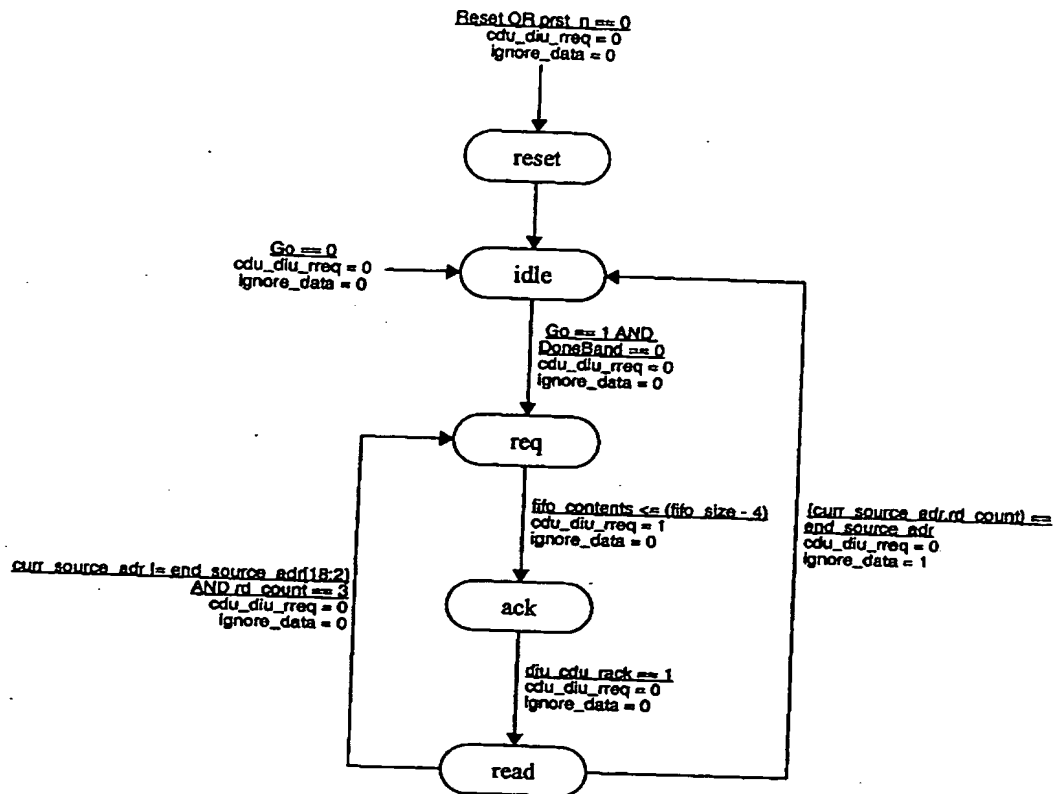 Reset OR prst_n == 0
cdu_diu_rreq = 0
ignore_data = 0
reset
Go == 0
cdu_diu_rreq = 0
ignore_data = 0
idle
Go == 1 AND
DoneBand == 0
cdu_diu_rreq = 0
ignore_data = 0
req
fifo_contents <= (fifo_size - 4)
cdu_diu_rreq = 1
ignore_data = 0
{curr_source_adr,rd_count} ==
end_source_adr
cdu_diu_rreq = 0
ignore_data = 1
curr_source_adr != end_source_adr[18:2]
AND rd_count == 3
cdu_diu_rreq = 0
ignore_data = 0
ack
diu_cdu_rack == 1
cdu_diu_rreq = 0
ignore_data = 0
read